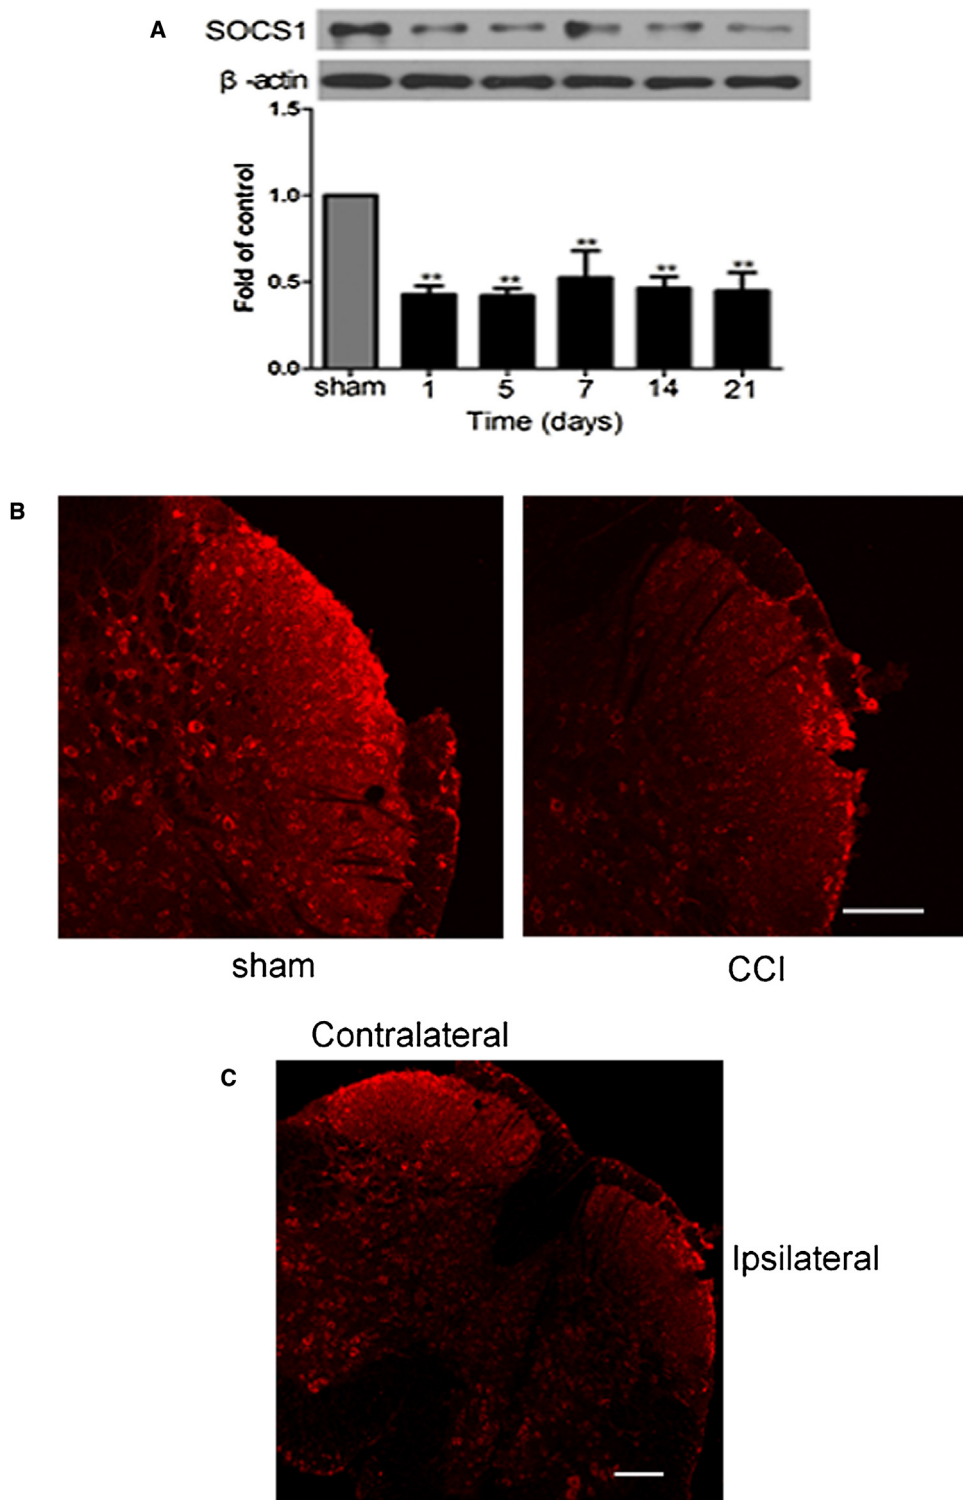 A
SOCS1
β -actin
1.5
1.0
0.5
0.0
Fold of control
**
**
**
**
**
sham 1 5 7 14 21
Time (days)
B
sham
CCI
Contralateral
C
Ipsilateral